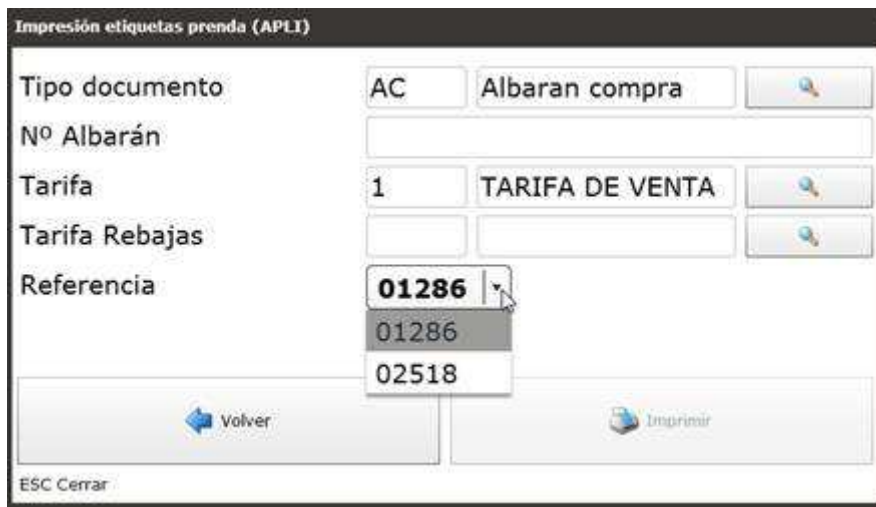 Impresión etiquetas prenda (APLI)
Tipo documento AC Albaran compra
Nº Albarán
Tarifa 1 TARIFA DE VENTA
Tarifa Rebajas
Referencia 01286
01286
02518
Volver Imprimir
ESC Cerrar